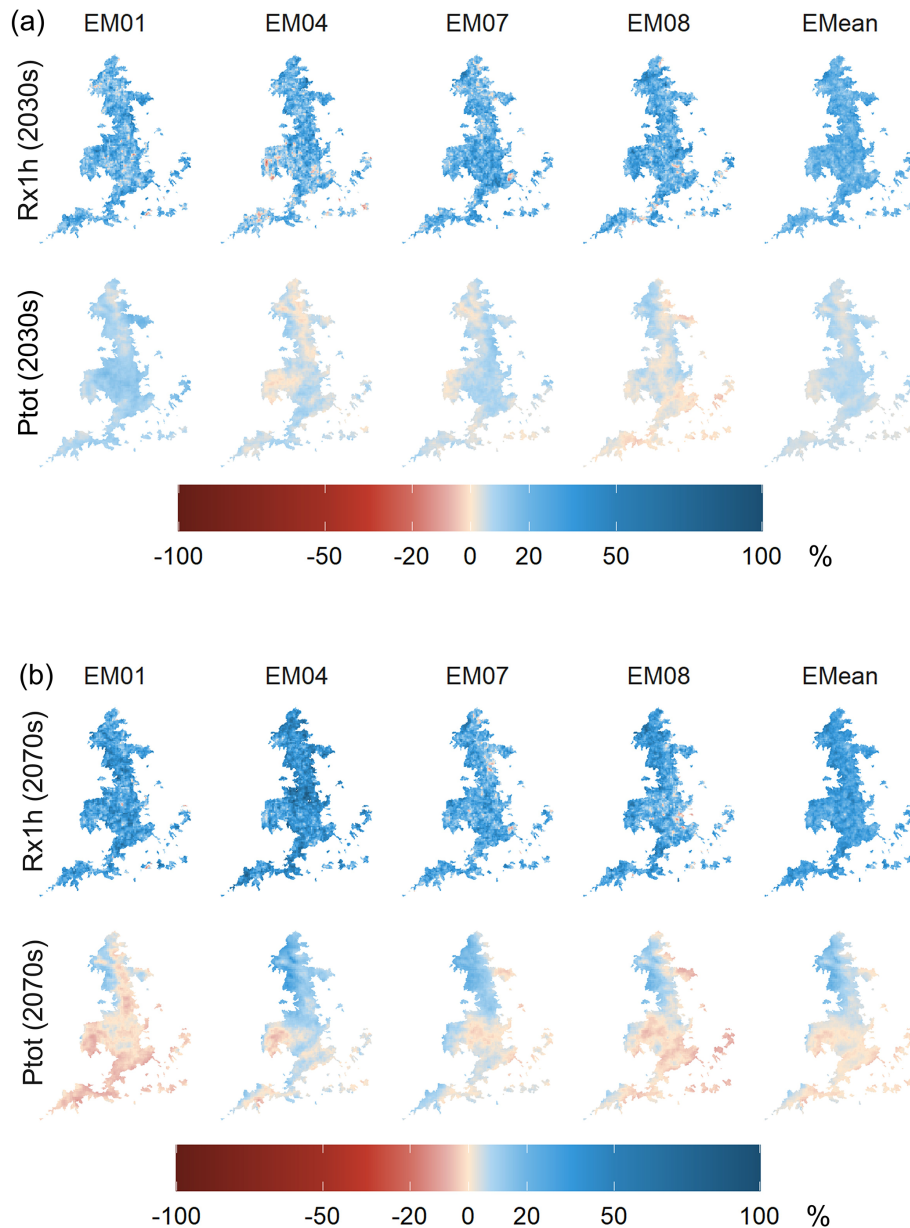 (a)
EM01 EM04 EM07 EM08 EMean
Rx1h (2030s)
Ptot (2030s)
-100 -50 -20 0 20 50 100 %
(b)
EM01 EM04 EM07 EM08 EMean
Rx1h (2070s)
Ptot (2070s)
-100 -50 -20 0 20 50 100 %